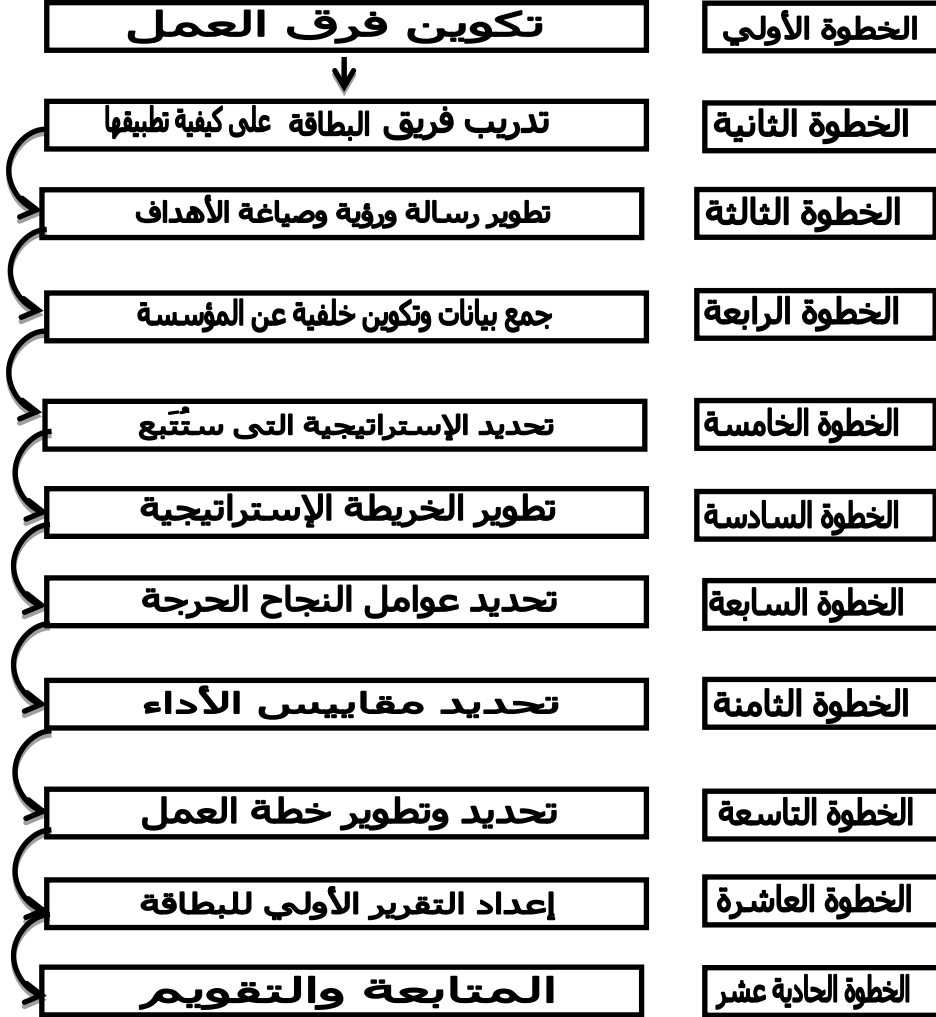 الخطوة الأولي تكوين فرق العمل
الخطوة الثانية تدريب فريق البطاقة على كيفية تطبيقها
الخطوة الثالثة تطوير رسالة ورؤية وصياغة الأهداف
الخطوة الرابعة جمع بيانات وتكوين خلفية عن المؤسسة
الخطوة الخامسة تحديد الإستراتيجية التى ستُتَبع
الخطوة السادسة تطوير الخريطة الإستراتيجية
الخطوة السابعة تحديد عوامل النجاح الحرجة
الخطوة الثامنة تحديد مقاييس الأداء
الخطوة التاسعة تحديد وتطوير خطة العمل
الخطوة العاشرة إعداد التقرير الأولي للبطاقة
الخطوة الحادية عشر المتابعة والتقويم